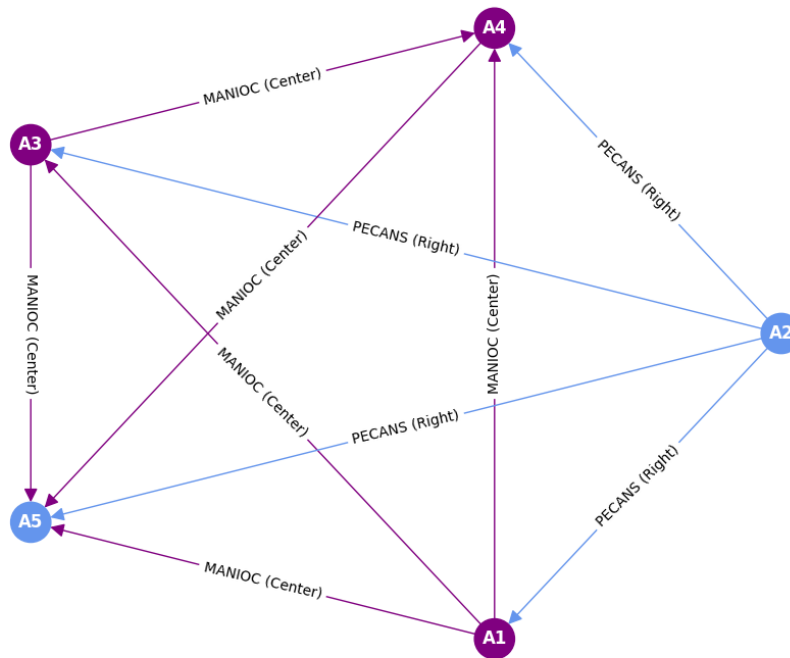 A4
MANIOC (Center)
A3
PECANS (Right)
PECANS (Right)
MANIOC (Center)
MANIOC (Center)
MANIOC (Center)
A2
MANIOC (Center)
PECANS (Right)
PECANS (Right)
A5
MANIOC (Center)
A1